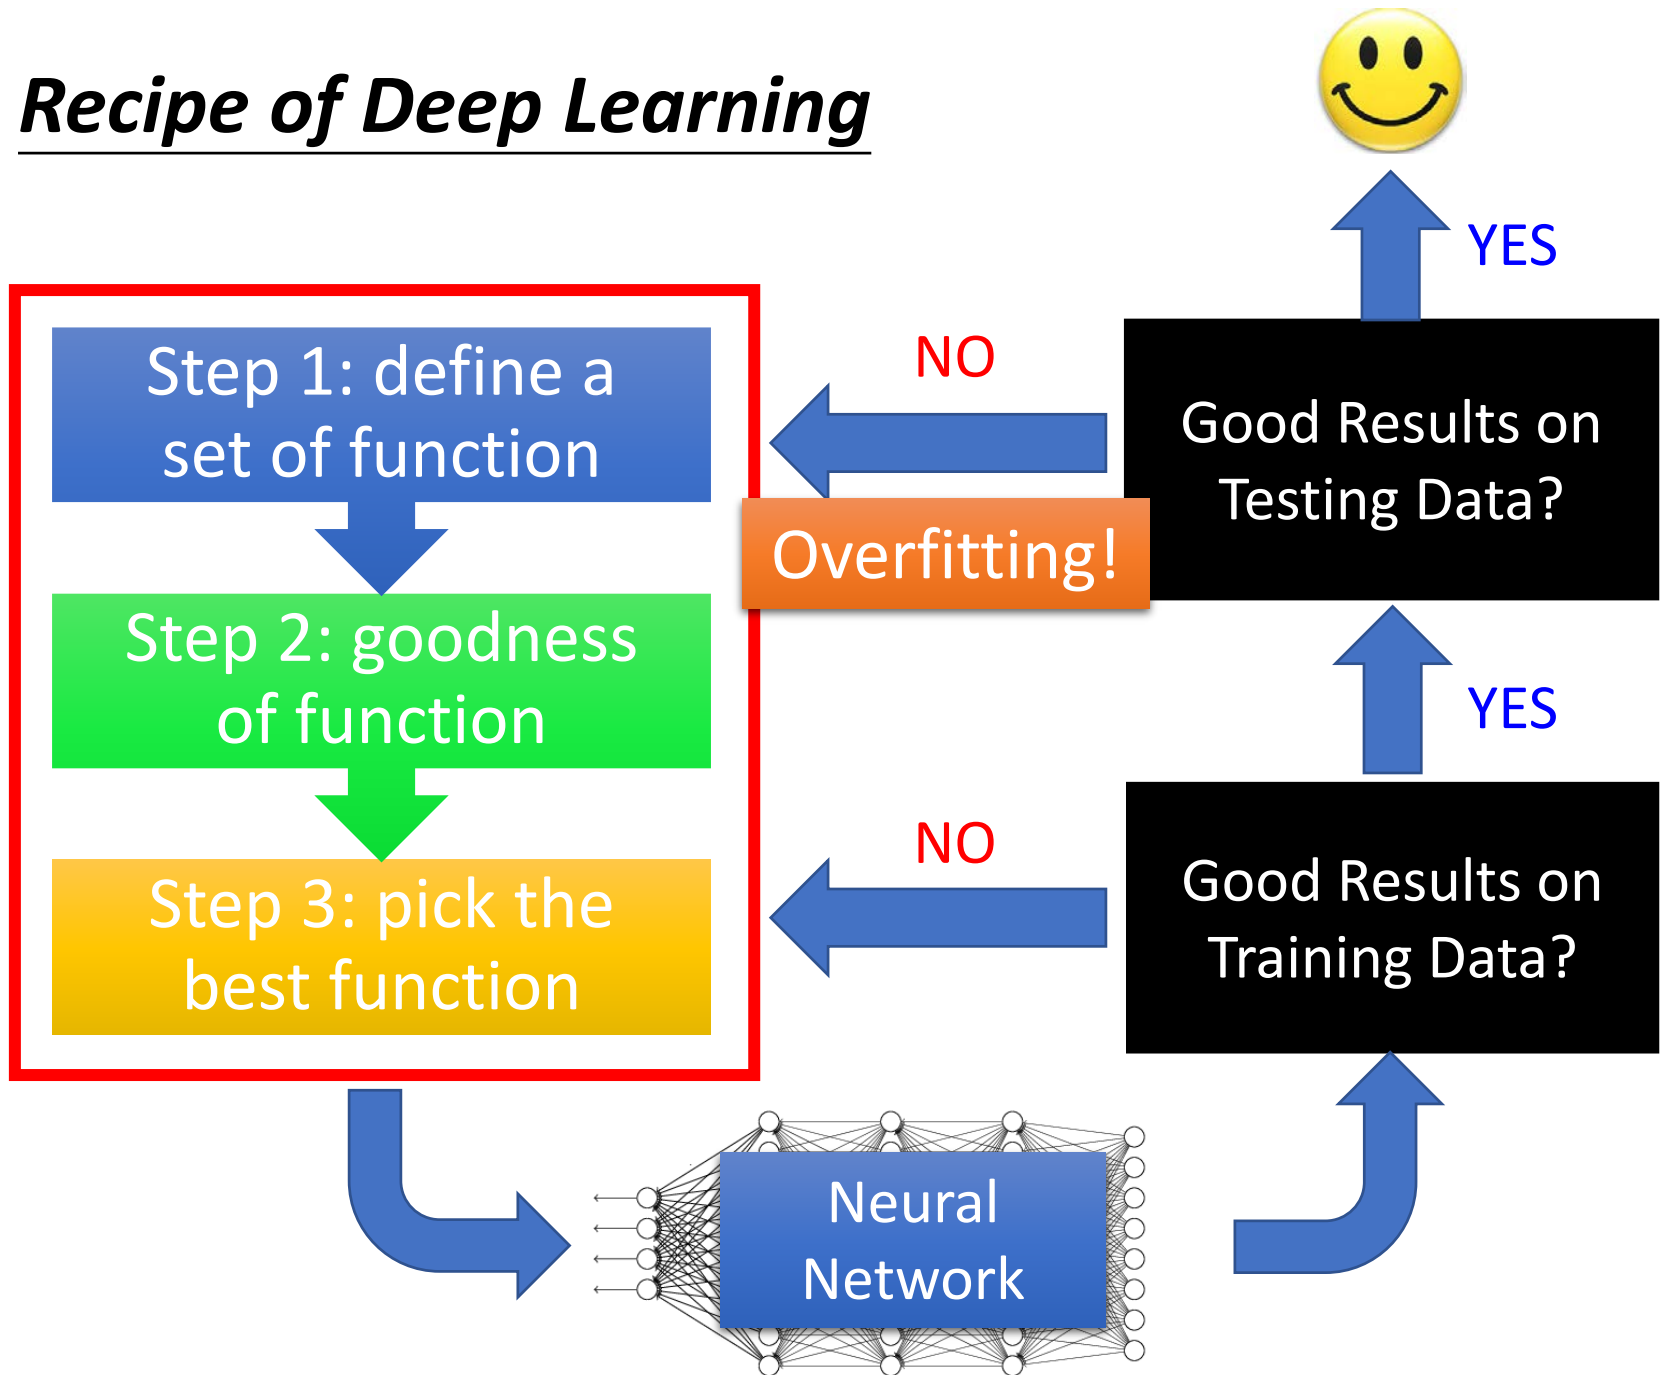 Recipe of Deep Learning
YES
NO
Step 1: define a
set of function
Good Results on
Testing Data?
Overfitting!
Step 2: goodness
of function
YES
NO
Step 3: pick the
best function
Good Results on
Training Data?
Neural
Network